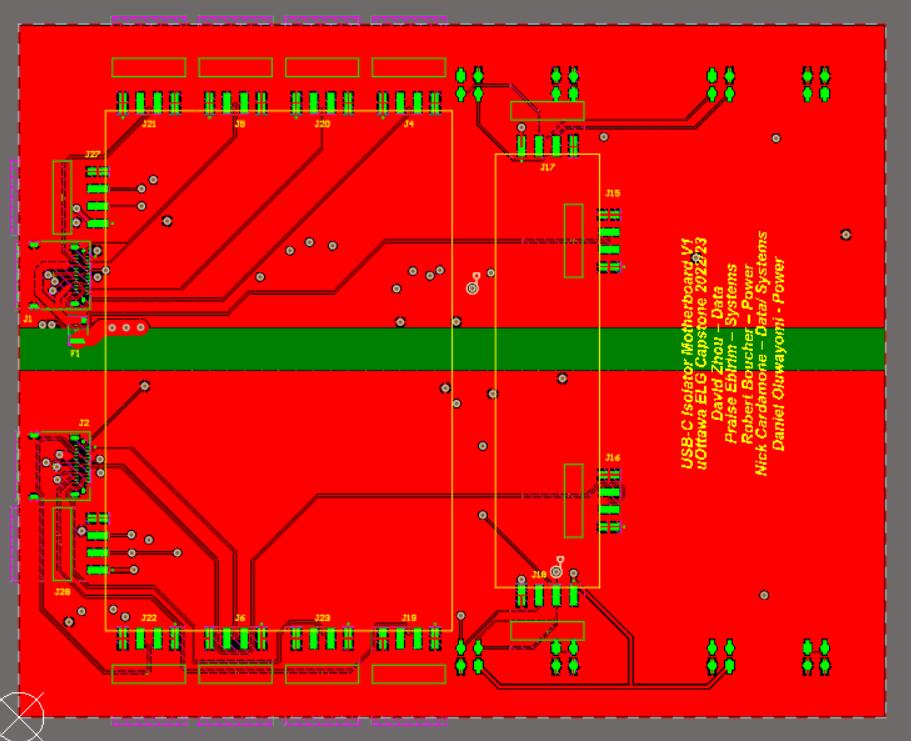 J21
J5
J20
J4
J27
J17
J15
J1
F1
USB-C Isolator Motherboard V1
uOttawa ELG Capstone 2022/23
David Zhou – Data
Praise Ehirim – Systems
Robert Boucher – Power
Nick Cardamone – Data/ Systems
Daniel Oluwayomi - Power
J2
J16
J18
J28
J22
J6
J23
J19